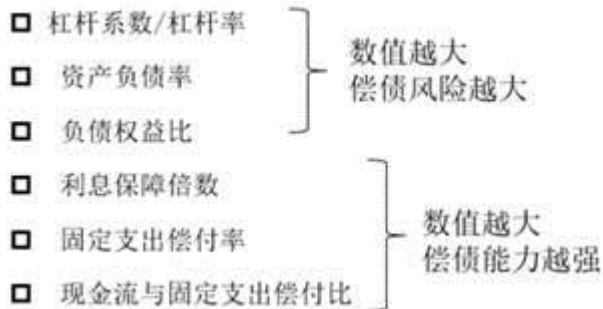 杠杆系数/杠杆率
资产负债率
负债权益比
数值越大
偿债风险越大
利息保障倍数
固定支出偿付率
现金流与固定支出偿付比
数值越大
偿债能力越强